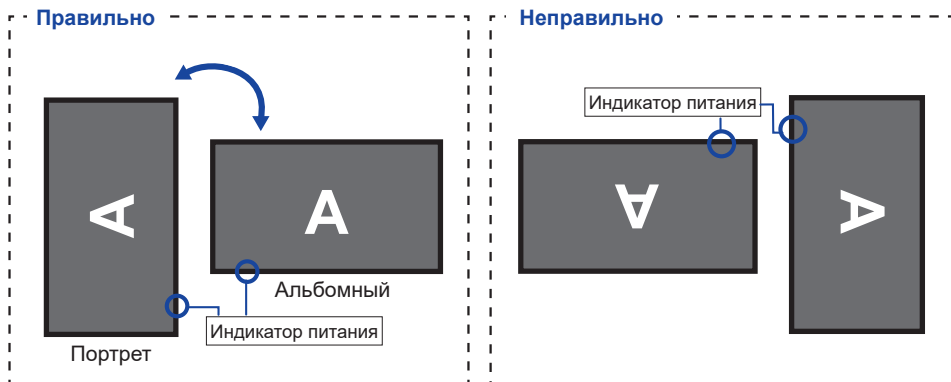 Правильно
A
A
Альбомный
Индикатор питания
Портрет
Неправильно
Индикатор питания
A
A